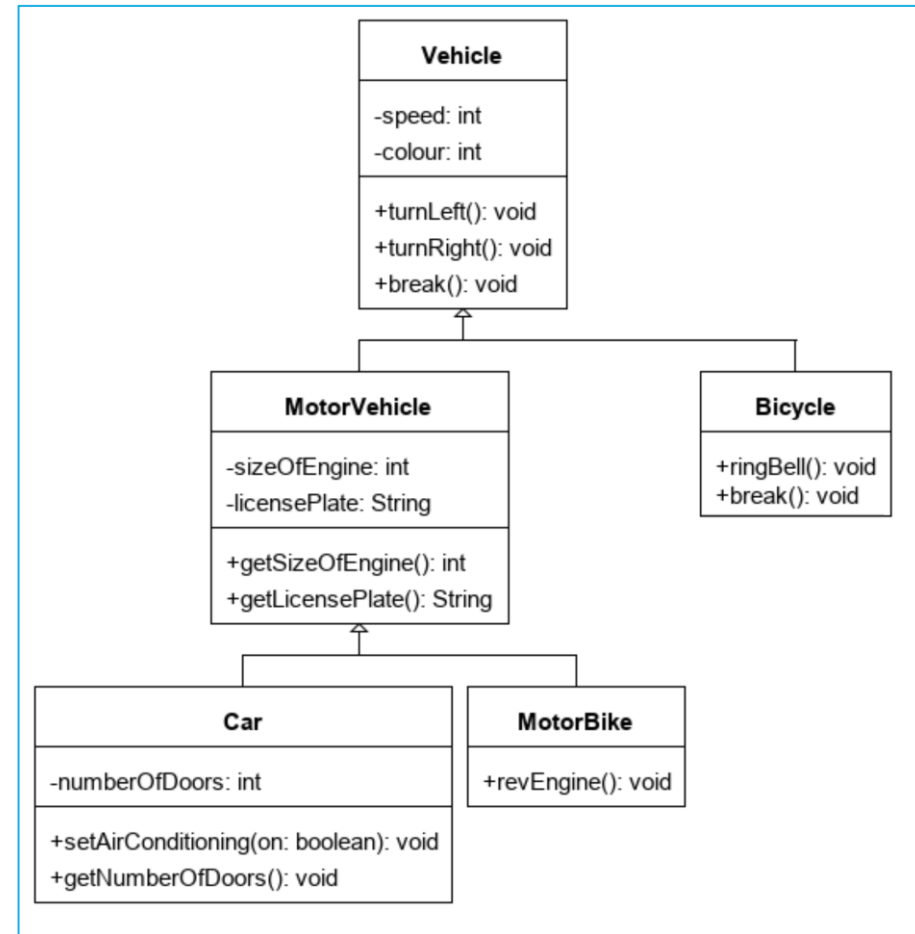 Vehicle
-speed: int
-colour: int
+turnLeft(): void
+turnRight(): void
+break(): void
MotorVehicle
-sizeOfEngine: int
-licensePlate: String
+getSizeOfEngine(): int
+getLicensePlate(): String
Bicycle
+ringBell(): void
+break(): void
Car
-numberOfDoors: int
+setAirConditioning(on: boolean): void
+getNumberOfDoors(): void
MotorBike
+revEngine(): void